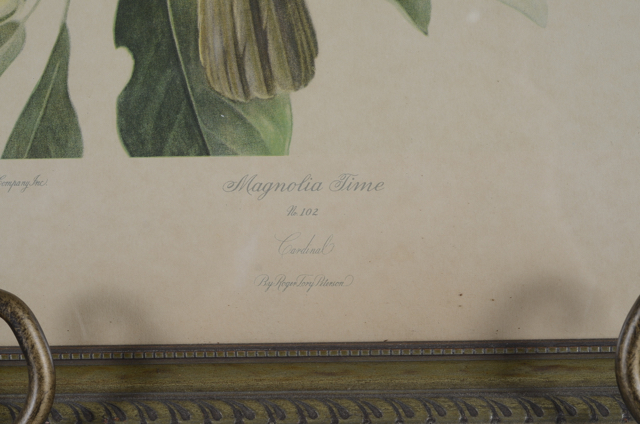 Company, Inc.
Magnolia Time
No. 102
Cardinal
By Roger Tory Peterson